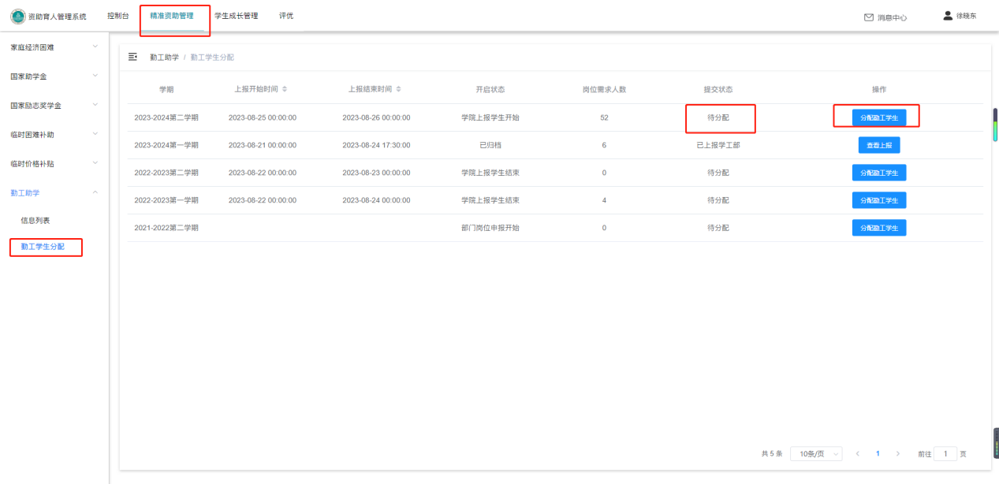 资助育人管理系统 控制台 精准资助管理 学生成长管理 评优 消息中心 徐晓东
家庭经济困难
国家助学金
国家励志奖学金
临时困难补助
临时价格补贴
勤工助学
信息列表
勤工学生分配
勤工助学 / 勤工学生分配
学期 上报开始时间 上报结束时间 开启状态 岗位需求人数 提交状态 操作
2023-2024第二学期 2023-08-25 00:00:00 2023-08-26 00:00:00 学院上报学生开始 52 待分配 分配勤工学生
2023-2024第一学期 2023-08-21 00:00:00 2023-08-24 17:30:00 已归档 6 已上报学工部 查看上报
2022-2023第二学期 2023-08-22 00:00:00 2023-08-23 00:00:00 学院上报学生结束 0 待分配 分配勤工学生
2022-2023第一学期 2023-08-22 00:00:00 2023-08-24 00:00:00 学院上报学生结束 4 待分配 分配勤工学生
2021-2022第二学期 部门岗位申报开始 0 待分配 分配勤工学生
共 5 条 10条/页 1 前往 1 页